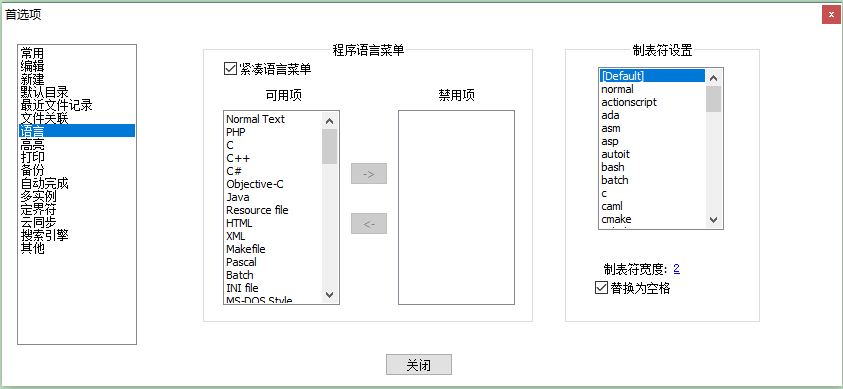 首选项
x
常用
编辑
新建
默认目录
最近文件记录
文件关联
语言
高亮
打印
备份
自动完成
多实例
定界符
云同步
搜索引擎
其他
程序语言菜单
紧凑语言菜单
可用项
禁用项
Normal Text
PHP
C
C++
C#
Objective-C
Java
Resource file
HTML
XML
Makefile
Pascal
Batch
INI file
MS-DOS Style
->
<-
制表符设置
[Default]
normal
actionscript
ada
asm
asp
autoit
bash
batch
c
caml
cmake
制表符宽度: 2
替换为空格
关闭